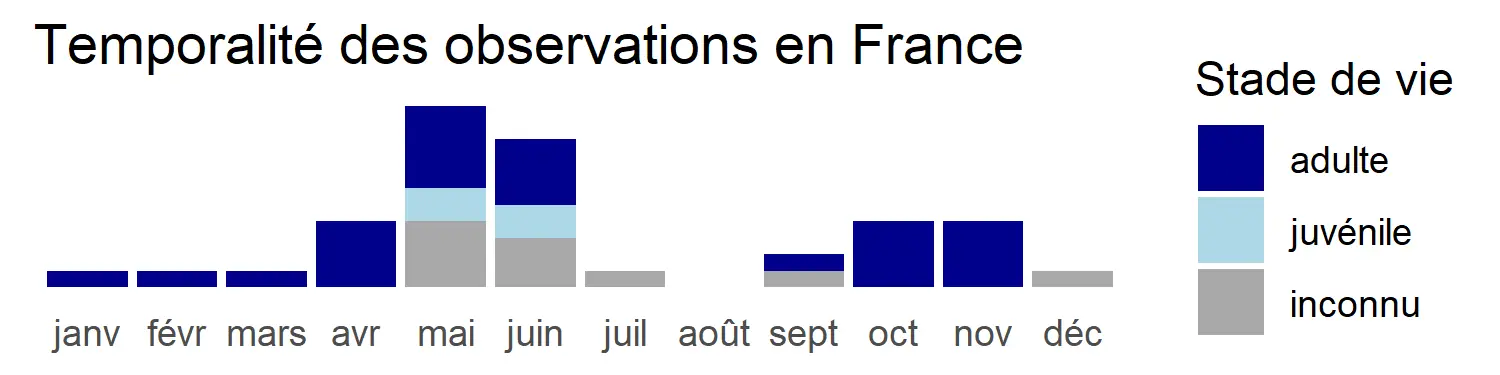 Temporalité des observations en France
Stade de vie
adulte
juvénile
inconnu
janv févr mars avr mai juin juil août sept oct nov déc